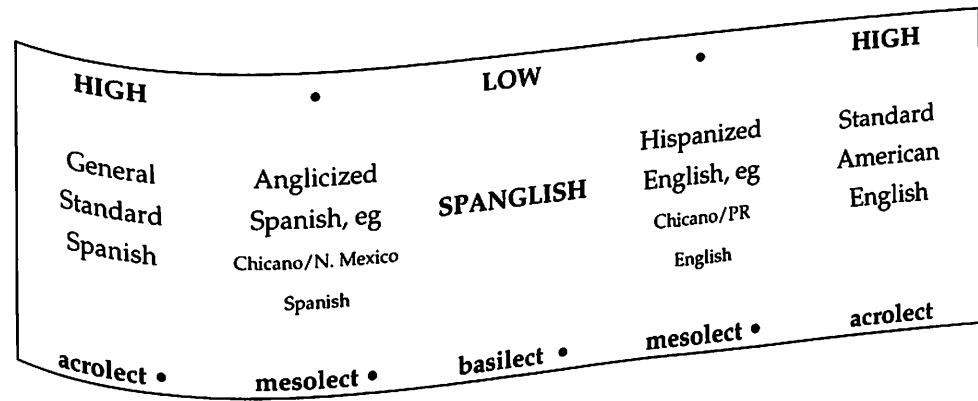 HIGH • LOW • HIGH
General
Standard
Spanish
Anglicized
Spanish, eg
Chicano/N. Mexico
Spanish
SPANGLISH
Hispanized
English, eg
Chicano/PR
English
Standard
American
English
acrolect • mesolect • basilect • mesolect • acrolect